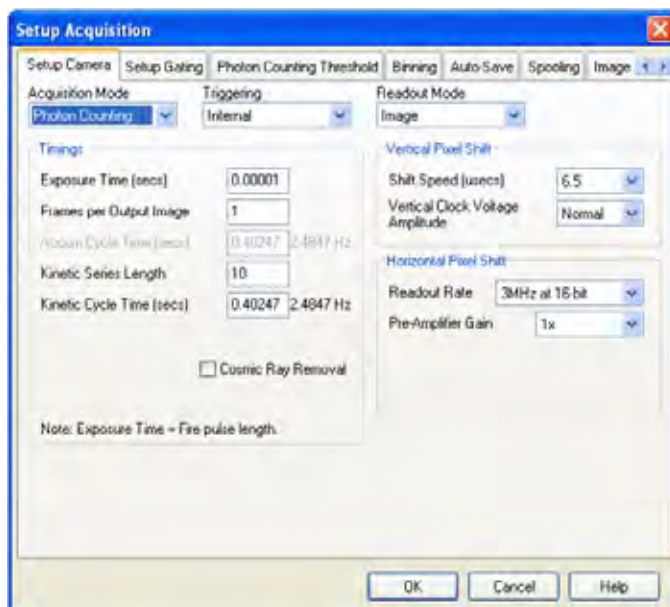 Setup Acquisition
Setup Camera Setup Gating Photon Counting Threshold Binning Auto-Save Spooling Image
Acquisition Mode Triggering Readout Mode
Photon Counting Internal Image
Timings Vertical Pixel Shift
Exposure Time (secs) 0.00001 Shift Speed (usecs) 6.5
Frames per Output Image 1 Vertical Clock Voltage Amplitude Normal
Accum Cycle Time (secs) 0.40247 2.4847 Hz
Horizontal Pixel Shift
Kinetic Series Length 10 Readout Rate 3MHz at 16-bit
Kinetic Cycle Time (secs) 0.40247 2.4847 Hz Pre-Amplifier Gain 1x
Cosmic Ray Removal
Note: Exposure Time = Fire pulse length.
OK Cancel Help